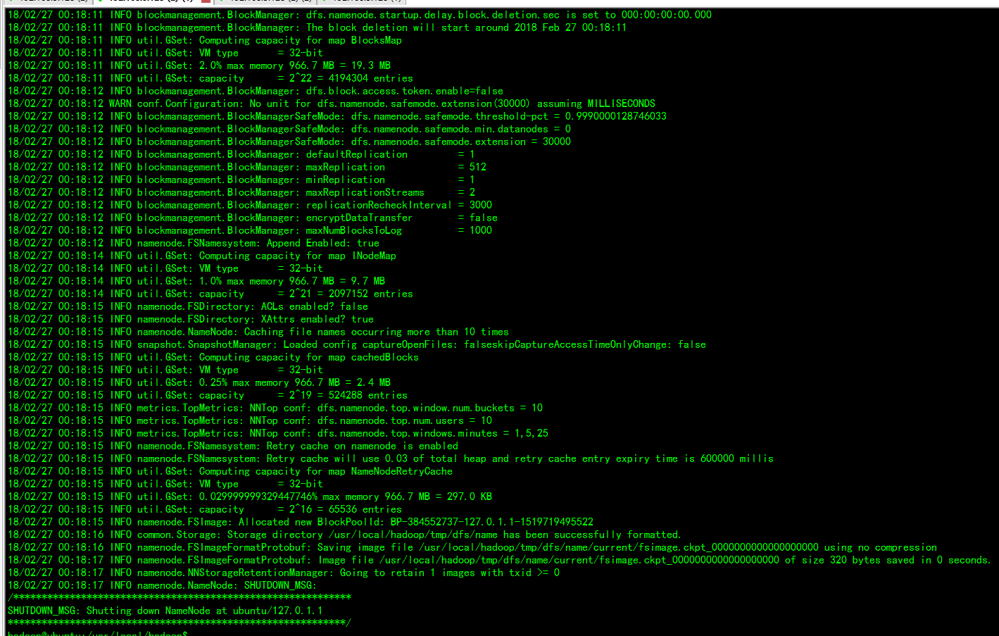 18/02/27 00:18:11 INFO blockmanagement.BlockManager: dfs.namenode.startup.delay.block.deletion.sec is set to 000:00:00:00.000
18/02/27 00:18:11 INFO blockmanagement.BlockManager: The block deletion will start around 2018 Feb 27 00:18:11
18/02/27 00:18:11 INFO util.GSet: Computing capacity for map BlocksMap
18/02/27 00:18:11 INFO util.GSet: VM type       = 32-bit
18/02/27 00:18:11 INFO util.GSet: 2.0% max memory 966.7 MB = 19.3 MB
18/02/27 00:18:11 INFO util.GSet: capacity      = 2^22 = 4194304 entries
18/02/27 00:18:12 INFO blockmanagement.BlockManager: dfs.block.access.token.enable=false
18/02/27 00:18:12 WARN conf.Configuration: No unit for dfs.namenode.safemode.extension(30000) assuming MILLISECONDS
18/02/27 00:18:12 INFO blockmanagement.BlockManagerSafeMode: dfs.namenode.safemode.threshold-pct = 0.9990000128746033
18/02/27 00:18:12 INFO blockmanagement.BlockManagerSafeMode: dfs.namenode.safemode.min.datanodes = 0
18/02/27 00:18:12 INFO blockmanagement.BlockManagerSafeMode: dfs.namenode.safemode.extension = 30000
18/02/27 00:18:12 INFO blockmanagement.BlockManager: defaultReplication         = 1
18/02/27 00:18:12 INFO blockmanagement.BlockManager: maxReplication             = 512
18/02/27 00:18:12 INFO blockmanagement.BlockManager: minReplication             = 1
18/02/27 00:18:12 INFO blockmanagement.BlockManager: maxReplicationStreams      = 2
18/02/27 00:18:12 INFO blockmanagement.BlockManager: replicationRecheckInterval = 3000
18/02/27 00:18:12 INFO blockmanagement.BlockManager: encryptDataTransfer        = false
18/02/27 00:18:12 INFO blockmanagement.BlockManager: maxNumBlocksToLog          = 1000
18/02/27 00:18:12 INFO namenode.FSNamesystem: Append Enabled: true
18/02/27 00:18:14 INFO util.GSet: Computing capacity for map INodeMap
18/02/27 00:18:14 INFO util.GSet: VM type       = 32-bit
18/02/27 00:18:14 INFO util.GSet: 1.0% max memory 966.7 MB = 9.7 MB
18/02/27 00:18:14 INFO util.GSet: capacity      = 2^21 = 2097152 entries
18/02/27 00:18:15 INFO namenode.FSDirectory: ACLs enabled? false
18/02/27 00:18:15 INFO namenode.FSDirectory: XAttrs enabled? true
18/02/27 00:18:15 INFO namenode.NameNode: Caching file names occurring more than 10 times
18/02/27 00:18:15 INFO snapshot.SnapshotManager: Loaded config captureOpenFiles: falseskipCaptureAccessTimeOnlyChange: false
18/02/27 00:18:15 INFO util.GSet: Computing capacity for map cachedBlocks
18/02/27 00:18:15 INFO util.GSet: VM type       = 32-bit
18/02/27 00:18:15 INFO util.GSet: 0.25% max memory 966.7 MB = 2.4 MB
18/02/27 00:18:15 INFO util.GSet: capacity      = 2^19 = 524288 entries
18/02/27 00:18:15 INFO metrics.TopMetrics: NNTop conf: dfs.namenode.top.window.num.buckets = 10
18/02/27 00:18:15 INFO metrics.TopMetrics: NNTop conf: dfs.namenode.top.num.users = 10
18/02/27 00:18:15 INFO metrics.TopMetrics: NNTop conf: dfs.namenode.top.windows.minutes = 1,5,25
18/02/27 00:18:15 INFO namenode.FSNamesystem: Retry cache on namenode is enabled
18/02/27 00:18:15 INFO namenode.FSNamesystem: Retry cache will use 0.03 of total heap and retry cache entry expiry time is 600000 millis
18/02/27 00:18:15 INFO util.GSet: Computing capacity for map NameNodeRetryCache
18/02/27 00:18:15 INFO util.GSet: VM type       = 32-bit
18/02/27 00:18:15 INFO util.GSet: 0.029999999329447746% max memory 966.7 MB = 297.0 KB
18/02/27 00:18:15 INFO util.GSet: capacity      = 2^16 = 65536 entries
18/02/27 00:18:15 INFO namenode.FSImage: Allocated new BlockPoolId: BP-384552737-127.0.1.1-1519719495522
18/02/27 00:18:16 INFO common.Storage: Storage directory /usr/local/hadoop/tmp/dfs/name has been successfully formatted.
18/02/27 00:18:16 INFO namenode.FSImageFormatProtobuf: Saving image file /usr/local/hadoop/tmp/dfs/name/current/fsimage.ckpt_0000000000000000000 using no compression
18/02/27 00:18:17 INFO namenode.FSImageFormatProtobuf: Image file /usr/local/hadoop/tmp/dfs/name/current/fsimage.ckpt_0000000000000000000 of size 320 bytes saved in 0 seconds.
18/02/27 00:18:17 INFO namenode.NNStorageRetentionManager: Going to retain 1 images with txid >= 0
18/02/27 00:18:17 INFO namenode.NameNode: SHUTDOWN_MSG:
/************************************************************
SHUTDOWN_MSG: Shutting down NameNode at ubuntu/127.0.1.1
************************************************************/
hadoop@ubuntu:/usr/local/hadoop$